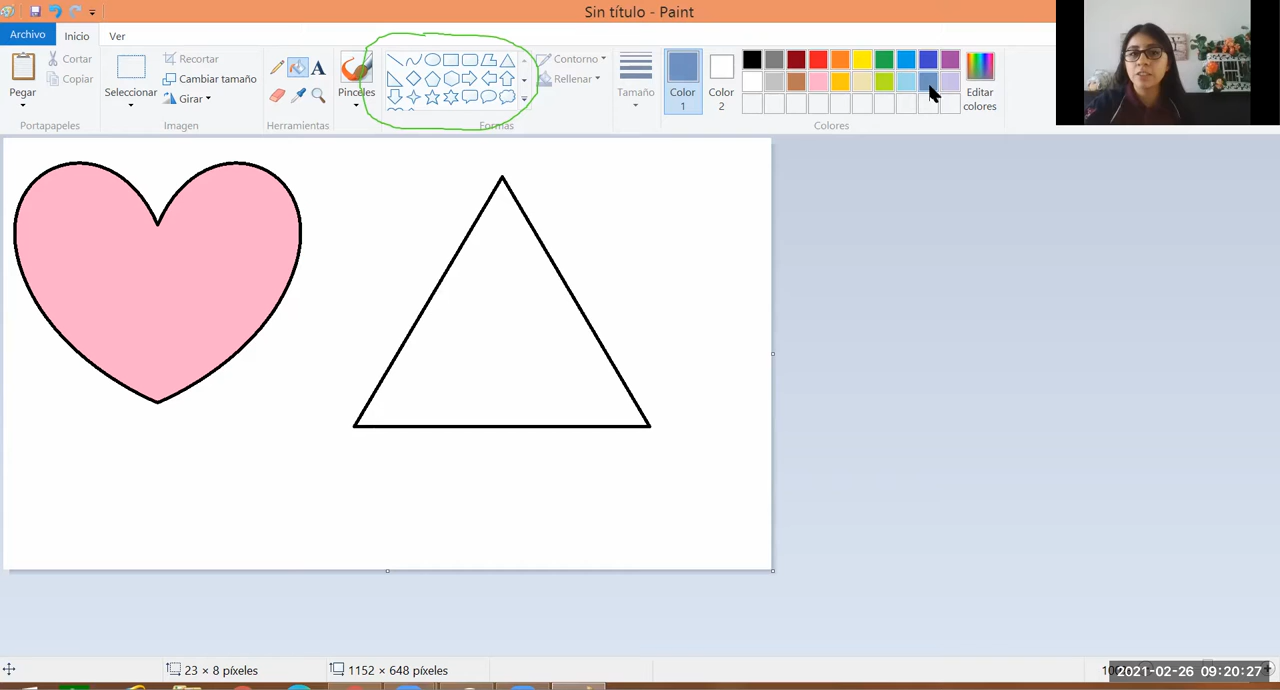 Sin título - Paint
Archivo
Inicio
Ver
Pegar
Cortar
Copiar
Portapapeles
Seleccionar
Recortar
Cambiar tamaño
Girar
Imagen
A
Herramientas
Pinceles
Formas
Contorno
Rellenar
Tamaño
Color
1
Color
2
Editar
colores
Colores
23 × 8 píxeles
1152 × 648 píxeles
2021-02-26 09:20:27